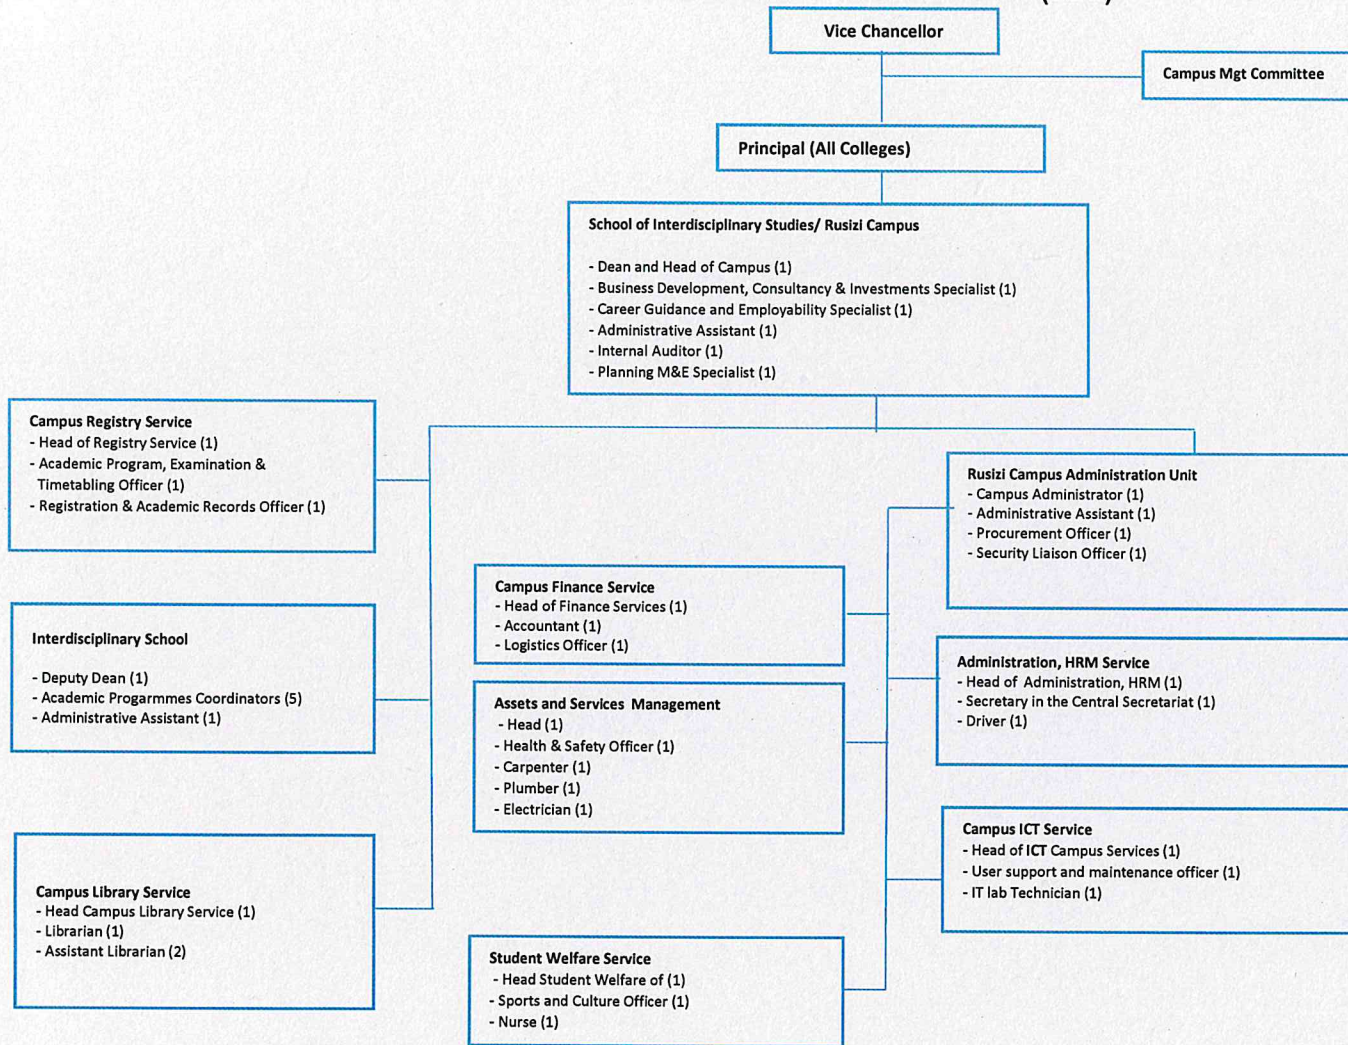 Vice Chancellor
Campus Mgt Committee
Principal (All Colleges)
School of Interdisciplinary Studies/ Rusizi Campus
- Dean and Head of Campus (1)
- Business Development, Consultancy & Investments Specialist (1)
- Career Guidance and Employability Specialist (1)
- Administrative Assistant (1)
- Internal Auditor (1)
- Planning M&E Specialist (1)
Campus Registry Service
- Head of Registry Service (1)
- Academic Program, Examination &
Timetabling Officer (1)
- Registration & Academic Records Officer (1)
Interdisciplinary School
- Deputy Dean (1)
- Academic Progarmmes Coordinators (5)
- Administrative Assistant (1)
Campus Library Service
- Head Campus Library Service (1)
- Librarian (1)
- Assistant Librarian (2)
Campus Finance Service
- Head of Finance Services (1)
- Accountant (1)
- Logistics Officer (1)
Assets and Services Management
- Head (1)
- Health & Safety Officer (1)
- Carpenter (1)
- Plumber (1)
- Electrician (1)
Student Welfare Service
- Head Student Welfare of (1)
- Sports and Culture Officer (1)
- Nurse (1)
Rusizi Campus Administration Unit
- Campus Administrator (1)
- Administrative Assistant (1)
- Procurement Officer (1)
- Security Liaison Officer (1)
Administration, HRM Service
- Head of Administration, HRM (1)
- Secretary in the Central Secretariat (1)
- Driver (1)
Campus ICT Service
- Head of ICT Campus Services (1)
- User support and maintenance officer (1)
- IT lab Technician (1)